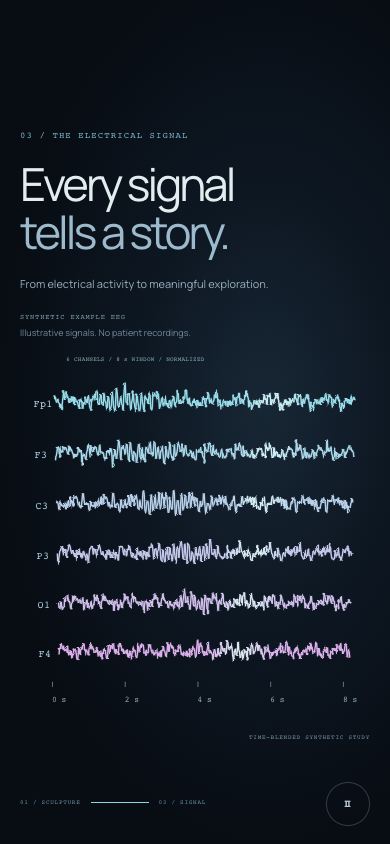 03 / THE ELECTRICAL SIGNAL
Every signal
tells a story.
From electrical activity to meaningful exploration.
SYNTHETIC EXAMPLE EEG
Illustrative signals. No patient recordings.
6 CHANNELS / 8 s WINDOW / NORMALIZED
Fp1
F3
C3
P3
O1
F4
0 s 2 s 4 s 6 s 8 s
TIME-BLENDED SYNTHETIC STUDY
01 / SCULPTURE 03 / SIGNAL